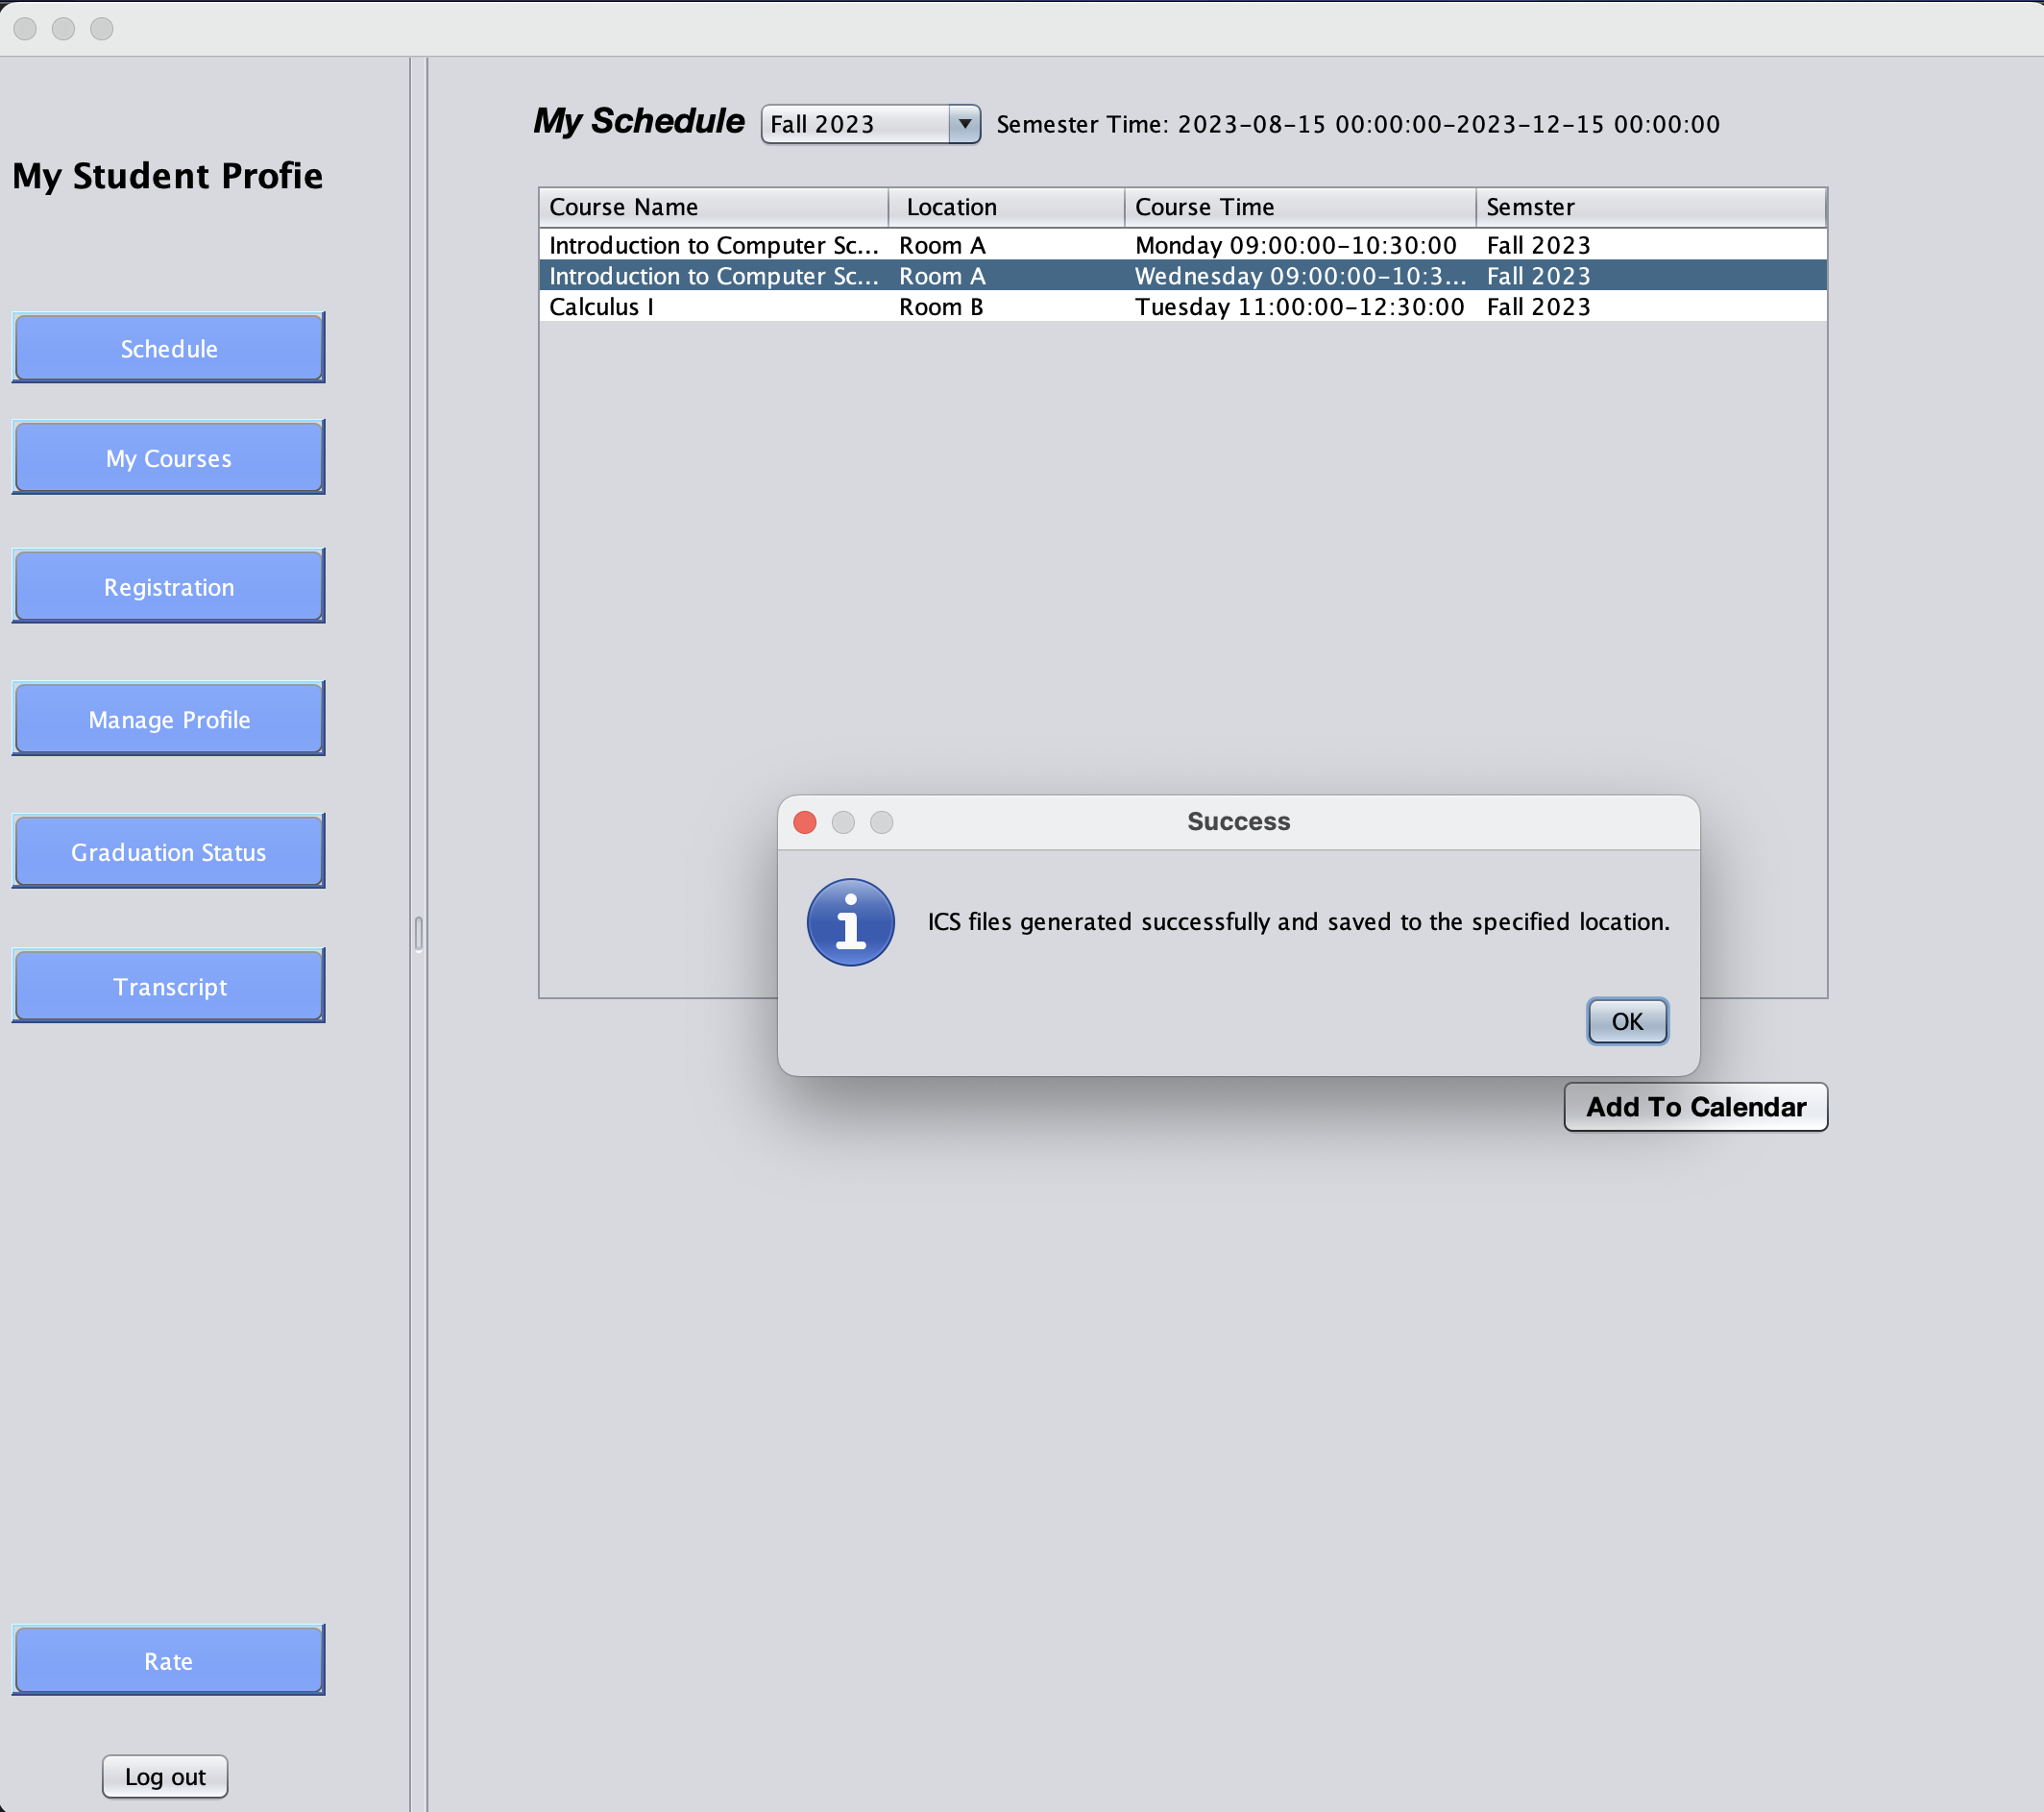 My Student Profie
Schedule
My Courses
Registration
Manage Profile
Graduation Status
Transcript
Rate
Log out
My Schedule Fall 2023 Semester Time: 2023-08-15 00:00:00-2023-12-15 00:00:00
Course Name Location Course Time Semster
Introduction to Computer Sc... Room A Monday 09:00:00-10:30:00 Fall 2023
Introduction to Computer Sc... Room A Wednesday 09:00:00-10:3... Fall 2023
Calculus I Room B Tuesday 11:00:00-12:30:00 Fall 2023
Success
ICS files generated successfully and saved to the specified location.
OK
Add To Calendar